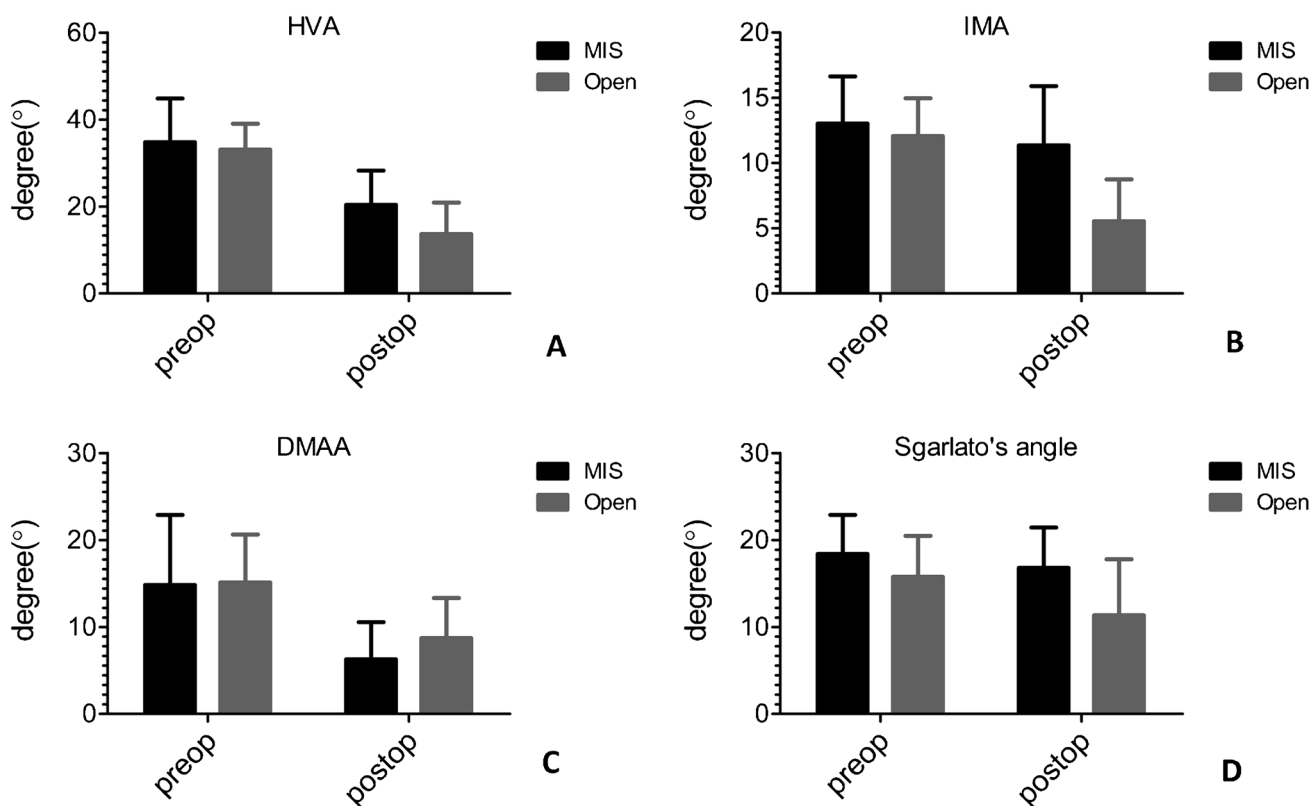 HVA
60
40
20
0
degree(°)
MIS
Open
preop
postop
A
IMA
20
15
10
5
0
degree(°)
MIS
Open
preop
postop
B
DMAA
30
20
10
0
degree(°)
MIS
Open
preop
postop
C
Sgarlato's angle
30
20
10
0
degree(°)
MIS
Open
preop
postop
D